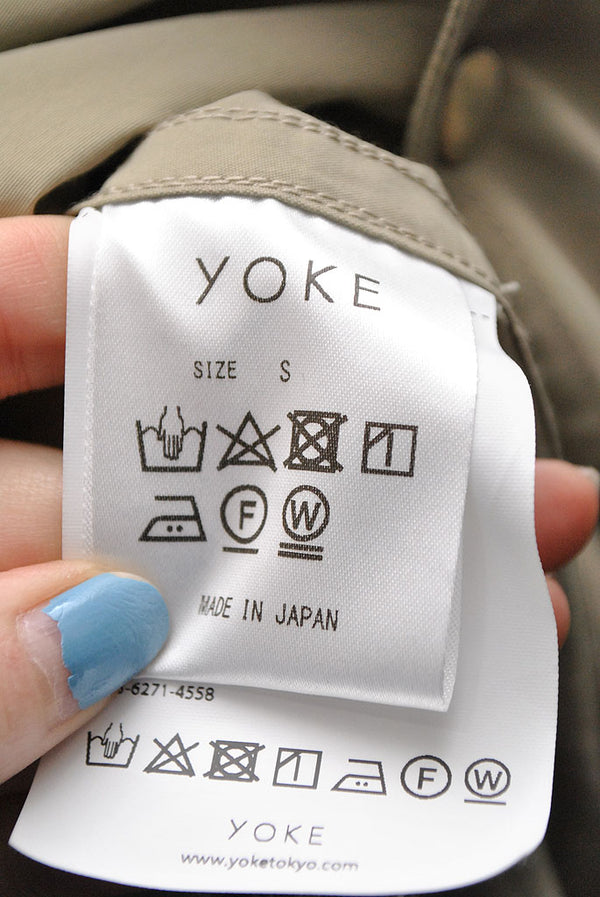 YOKE
SIZE S
F W
MADE IN JAPAN
-6271-4558
F W
YOKE
www.yoketokyo.com